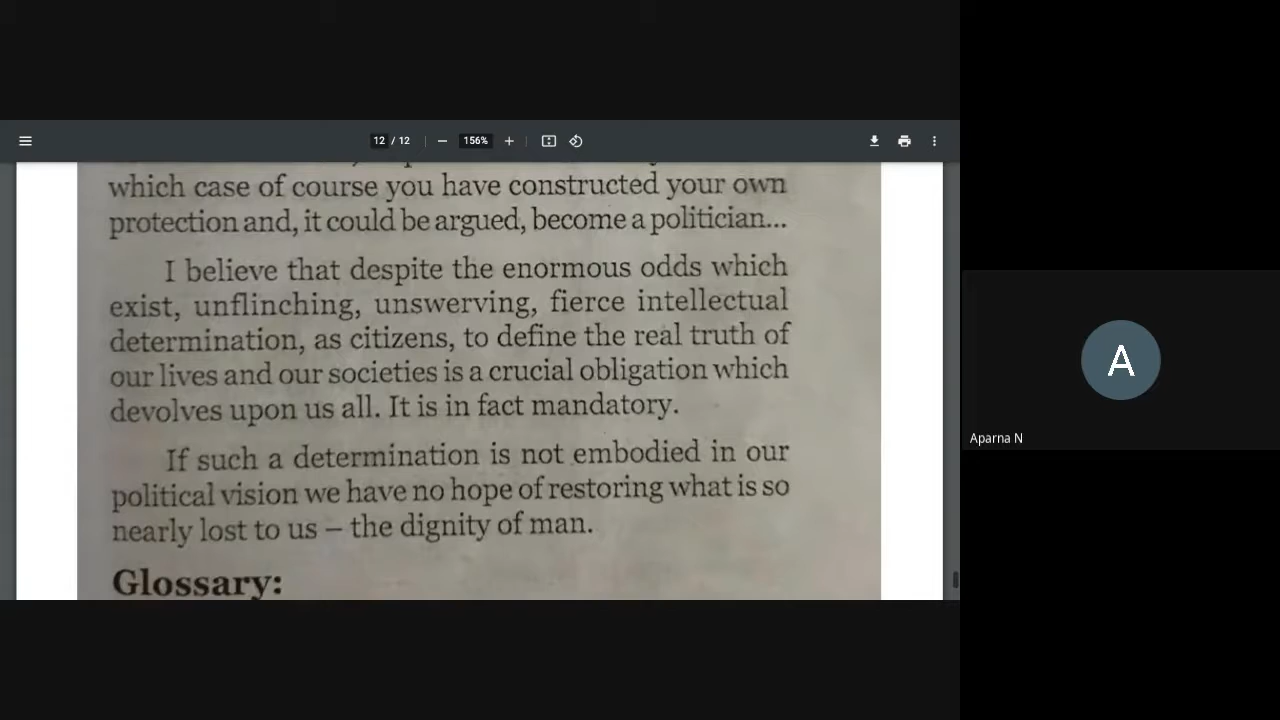 12 / 12
156%
which case of course you have constructed your own
protection and, it could be argued, become a politician...
I believe that despite the enormous odds which
exist, unflinching, unswerving, fierce intellectual
determination, as citizens, to define the real truth of
our lives and our societies is a crucial obligation which
devolves upon us all. It is in fact mandatory.
If such a determination is not embodied in our
political vision we have no hope of restoring what is so
nearly lost to us – the dignity of man.
Glossary:
A
Aparna N